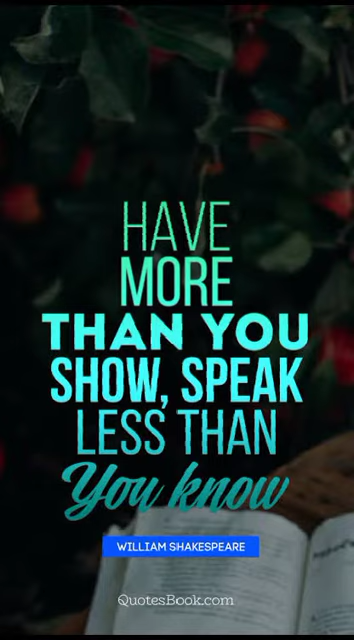 HAVE
MORE
THAN YOU
SHOW, SPEAK
LESS THAN
You know
WILLIAM SHAKESPEARE
QuotesBook.com